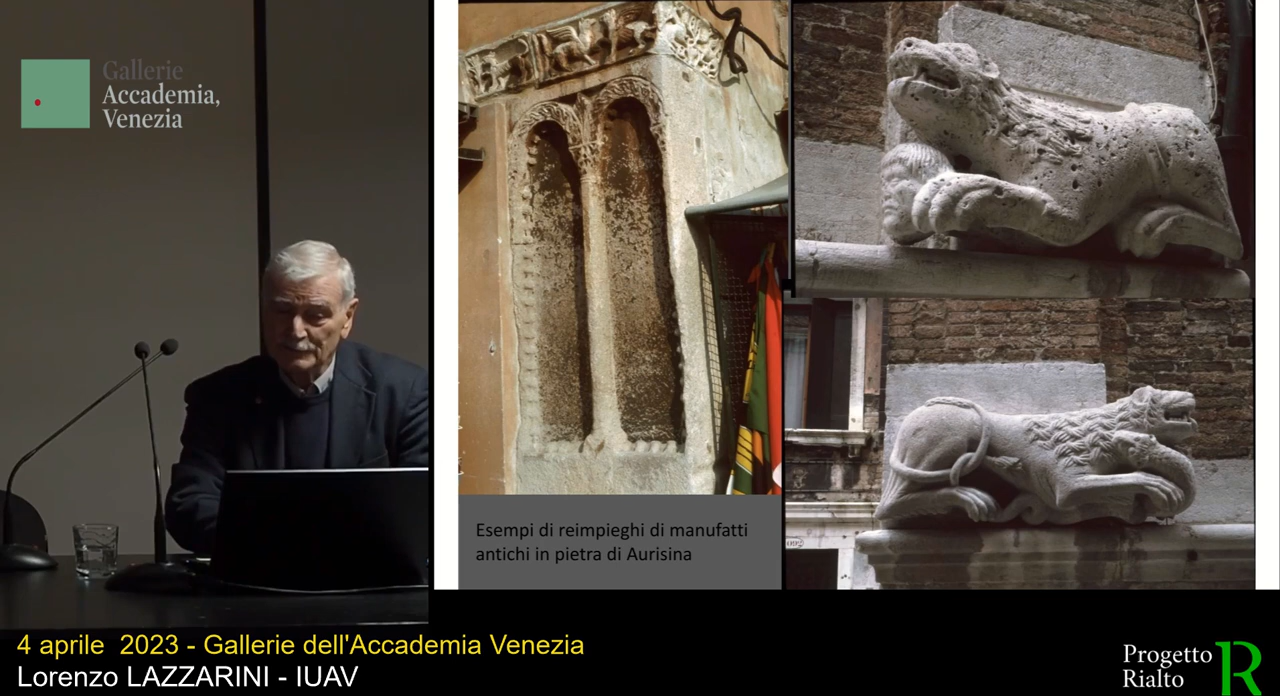 Gallerie
Accademia,
Venezia
Esempi di reimpieghi di manufatti
antichi in pietra di Aurisina
4 aprile  2023 - Gallerie dell'Accademia Venezia
Lorenzo LAZZARINI - IUAV
Progetto
Rialto
R